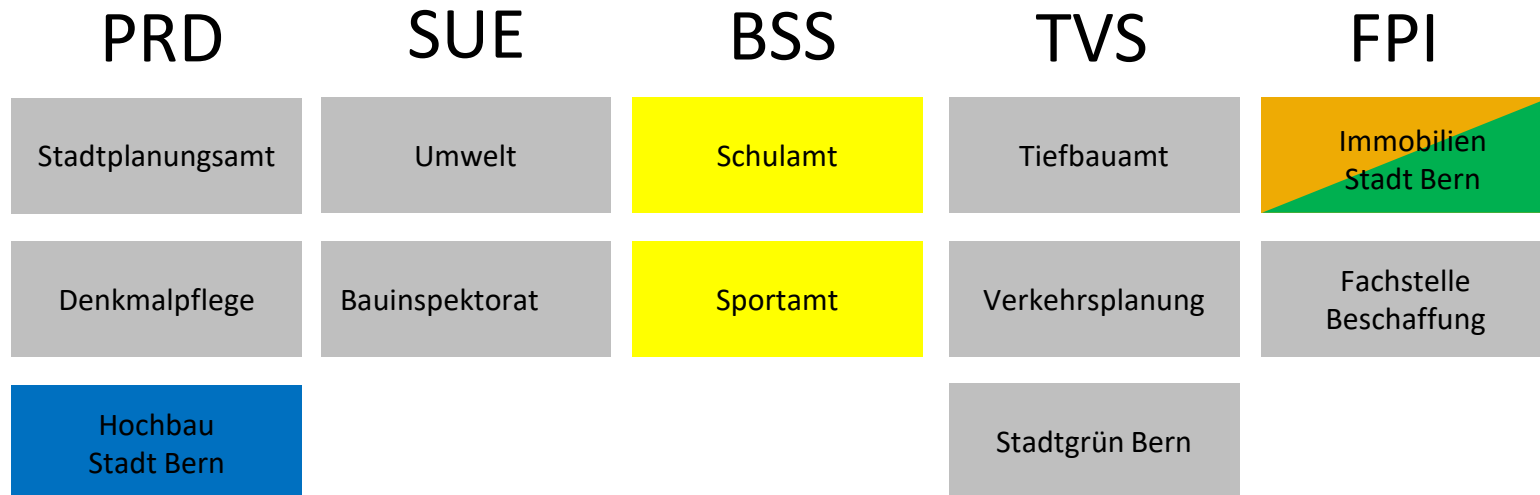 PRD
SUE
BSS
TVS
FPI
Stadtplanungsamt
Umwelt
Schulamt
Tiefbauamt
Immobilien
Stadt Bern
Denkmalpflege
Bauinspektorat
Sportamt
Verkehrsplanung
Fachstelle
Beschaffung
Hochbau
Stadt Bern
Stadtgrün Bern